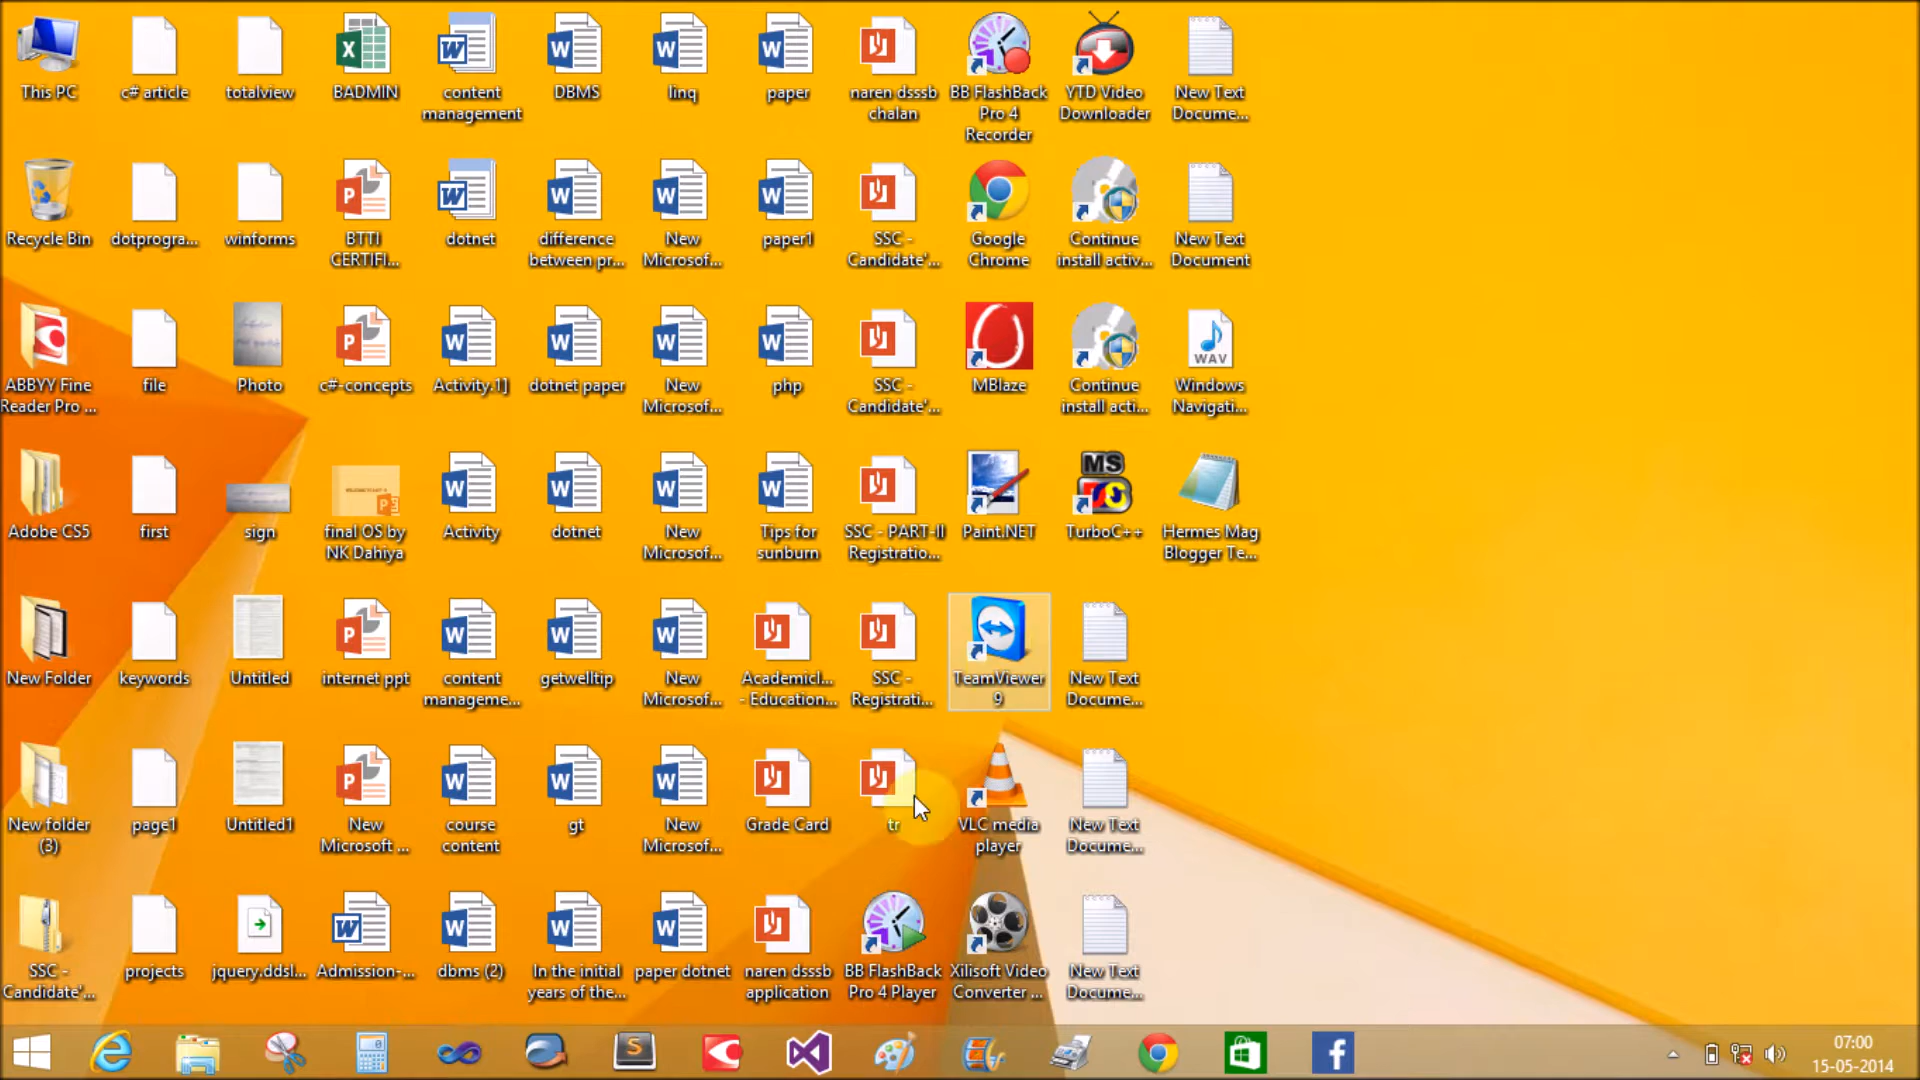 This PC
c# article
totalview
BADMIN
content
management
DBMS
linq
paper
naren dsssb
chalan
BB FlashBack
Pro 4
Recorder
YTD Video
Downloader
New Text
Docume...
Recycle Bin
dotprogra...
winforms
BTTI
CERTIFI...
dotnet
difference
between pr...
New
Microsof...
paper1
SSC -
Candidate'...
Google
Chrome
Continue
install activ...
New Text
Document
ABBYY Fine
Reader Pro ...
file
Photo
c#-concepts
Activity.1]
dotnet paper
New
Microsof...
php
SSC -
Candidate'...
MBlaze
Continue
install acti...
WAV
Windows
Navigati...
Adobe CS5
first
sign
final OS by
NK Dahiya
Activity
dotnet
New
Microsof...
Tips for
sunburn
SSC - PART-II
Registratio...
Paint.NET
MS
TurboC++
Hermes Mag
Blogger Te...
New Folder
keywords
Untitled
internet ppt
content
manageme...
getwelltip
New
Microsof...
Academicl...
- Education...
SSC -
Registrati...
TeamViewer
9
New Text
Docume...
New folder
(3)
page1
Untitled1
New
Microsoft ...
course
content
gt
New
Microsof...
Grade Card
tr
VLC media
player
New Text
Docume...
SSC -
Candidate'...
projects
jquery.ddsl...
Admission-...
dbms (2)
In the initial
years of the...
paper dotnet
naren dsssb
application
BB FlashBack
Pro 4 Player
Xilisoft Video
Converter ...
New Text
Docume...
07:00
15-05-2014